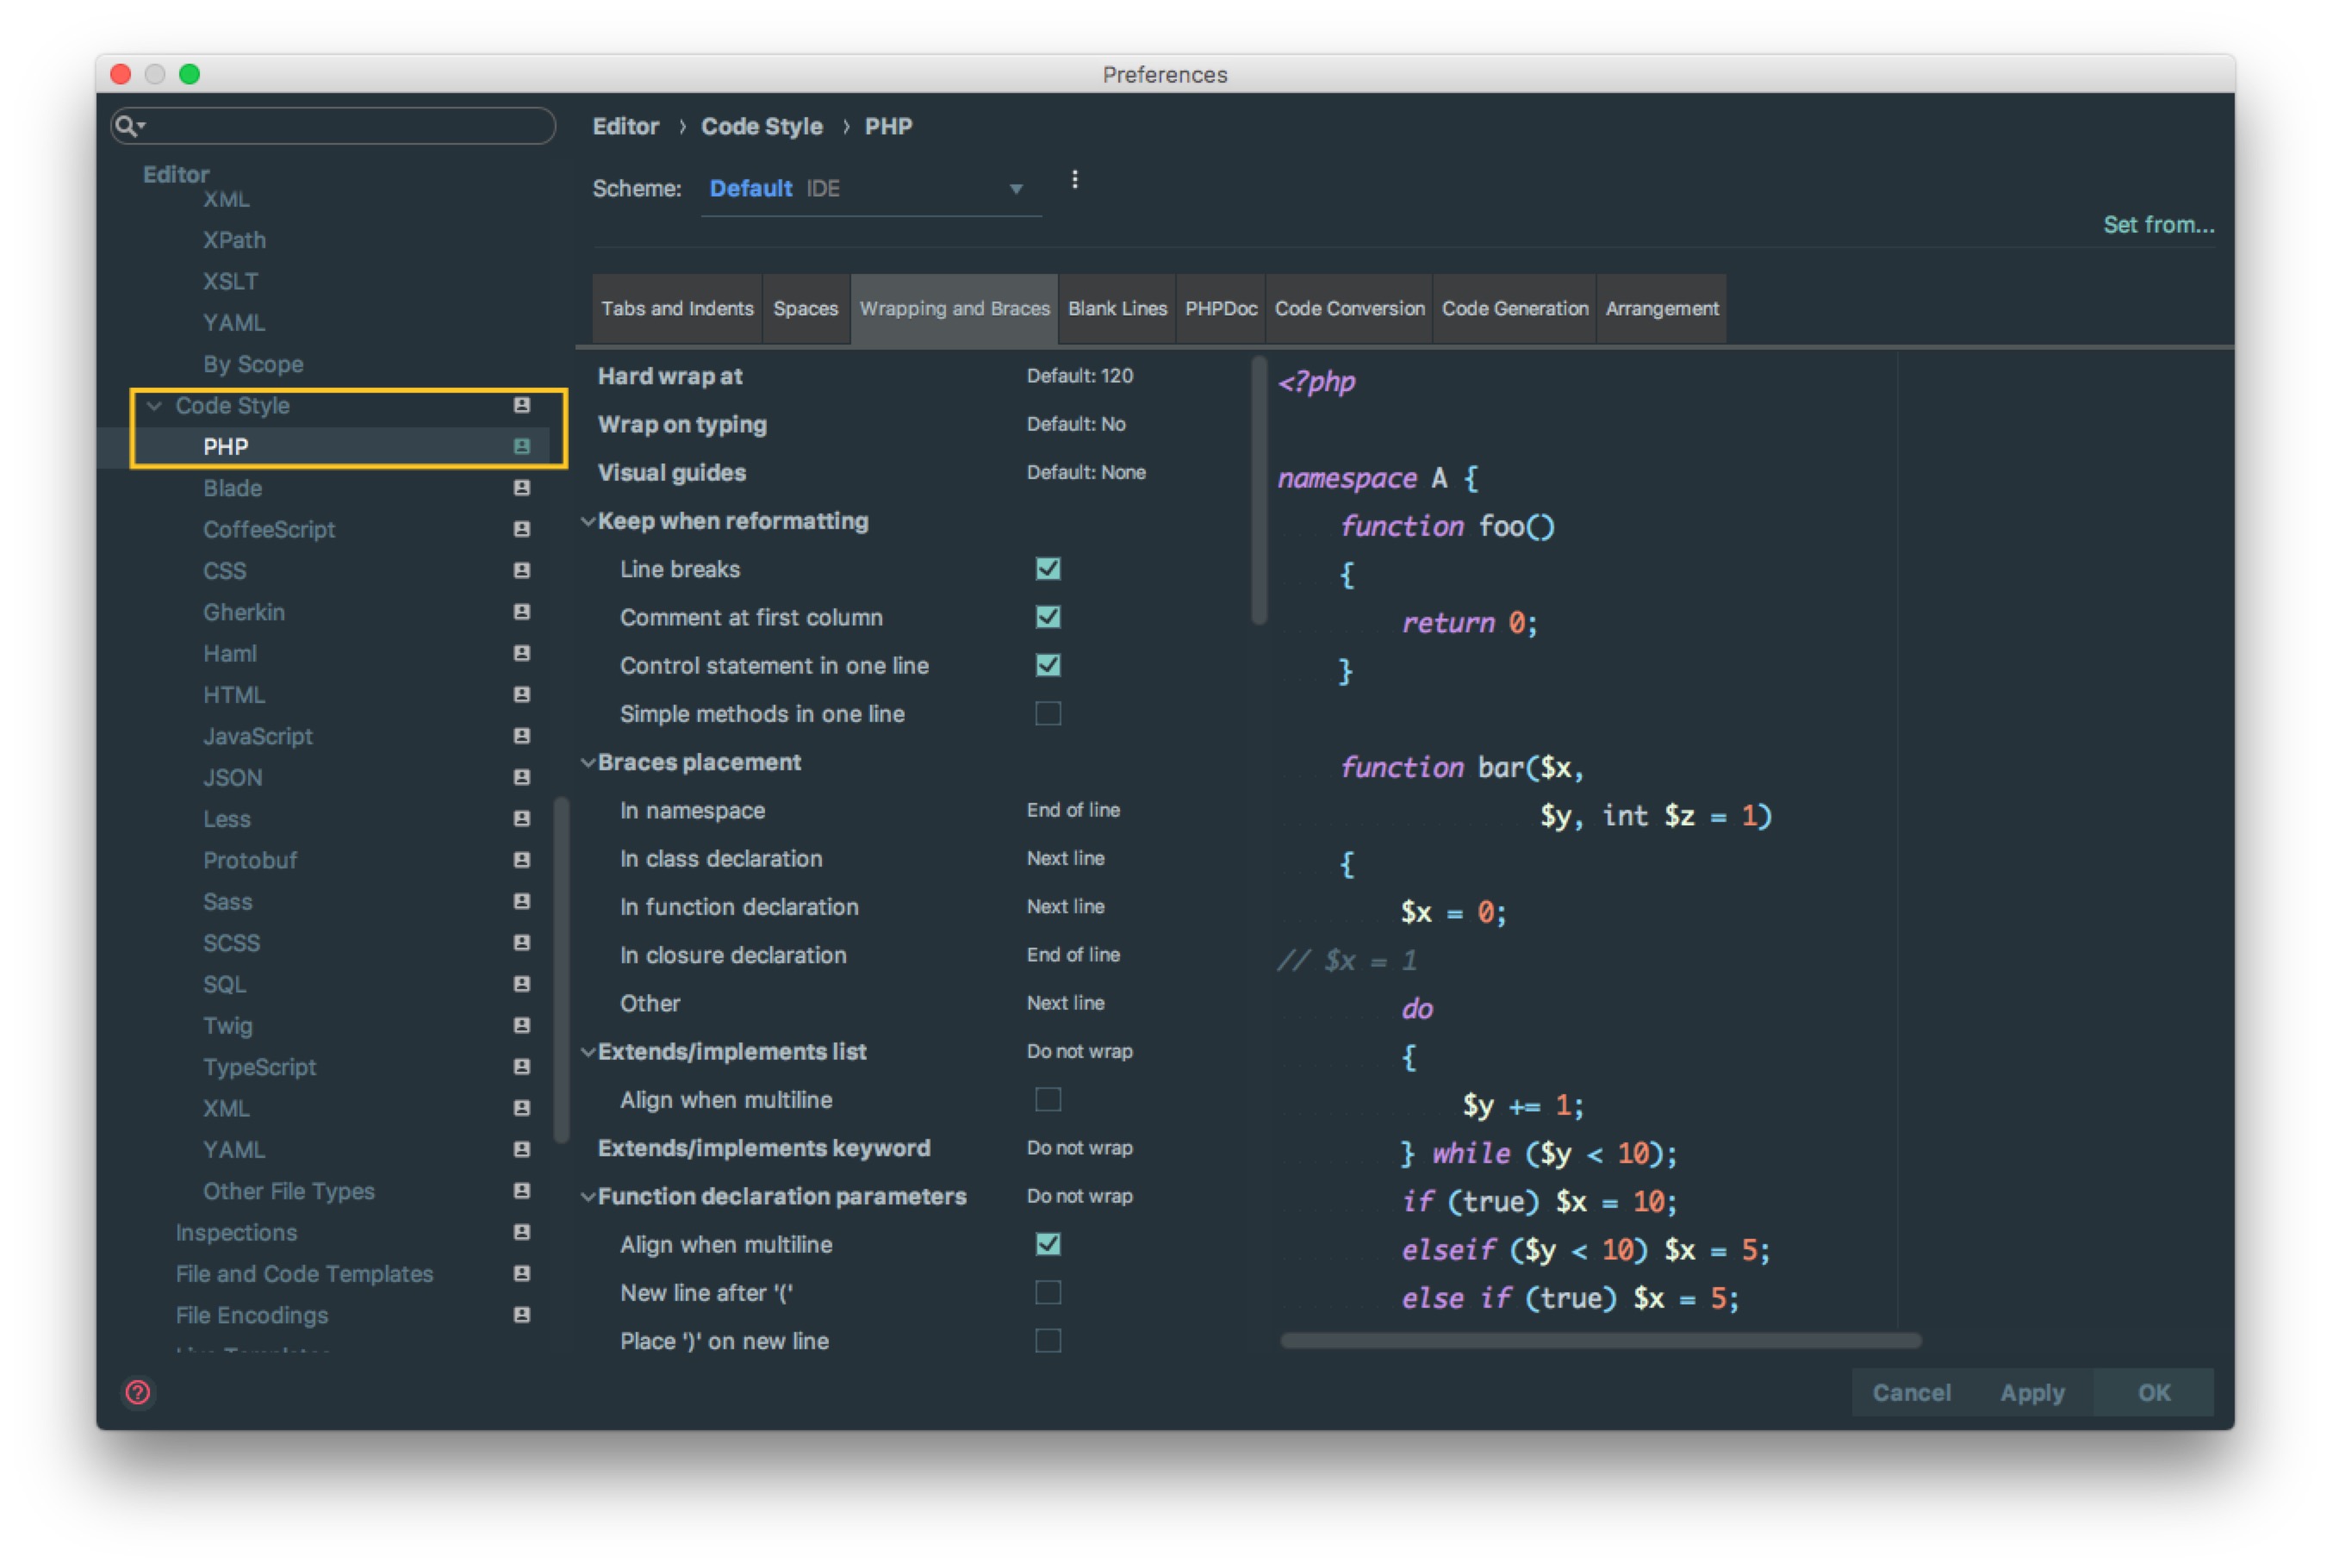 Preferences
Editor
XML
XPath
XSLT
YAML
By Scope
Code Style
PHP
Blade
CoffeeScript
CSS
Gherkin
Haml
HTML
JavaScript
JSON
Less
Protobuf
Sass
SCSS
SQL
Twig
TypeScript
XML
YAML
Other File Types
Inspections
File and Code Templates
File Encodings
Editor › Code Style › PHP
Scheme: Default IDE
Set from...
Tabs and Indents Spaces Wrapping and Braces Blank Lines PHPDoc Code Conversion Code Generation Arrangement
Hard wrap at Default: 120
Wrap on typing Default: No
Visual guides Default: None
Keep when reformatting
Line breaks
Comment at first column
Control statement in one line
Simple methods in one line
Braces placement
In namespace End of line
In class declaration Next line
In function declaration Next line
In closure declaration End of line
Other Next line
Extends/implements list Do not wrap
Align when multiline
Extends/implements keyword Do not wrap
Function declaration parameters Do not wrap
Align when multiline
New line after '('
Place ')' on new line
<?php
namespace A {
function foo()
{
return 0;
}
function bar($x,
$y, int $z = 1)
{
$x = 0;
// $x = 1
do
{
$y += 1;
} while ($y < 10);
if (true) $x = 10;
elseif ($y < 10) $x = 5;
else if (true) $x = 5;
?
Cancel Apply OK